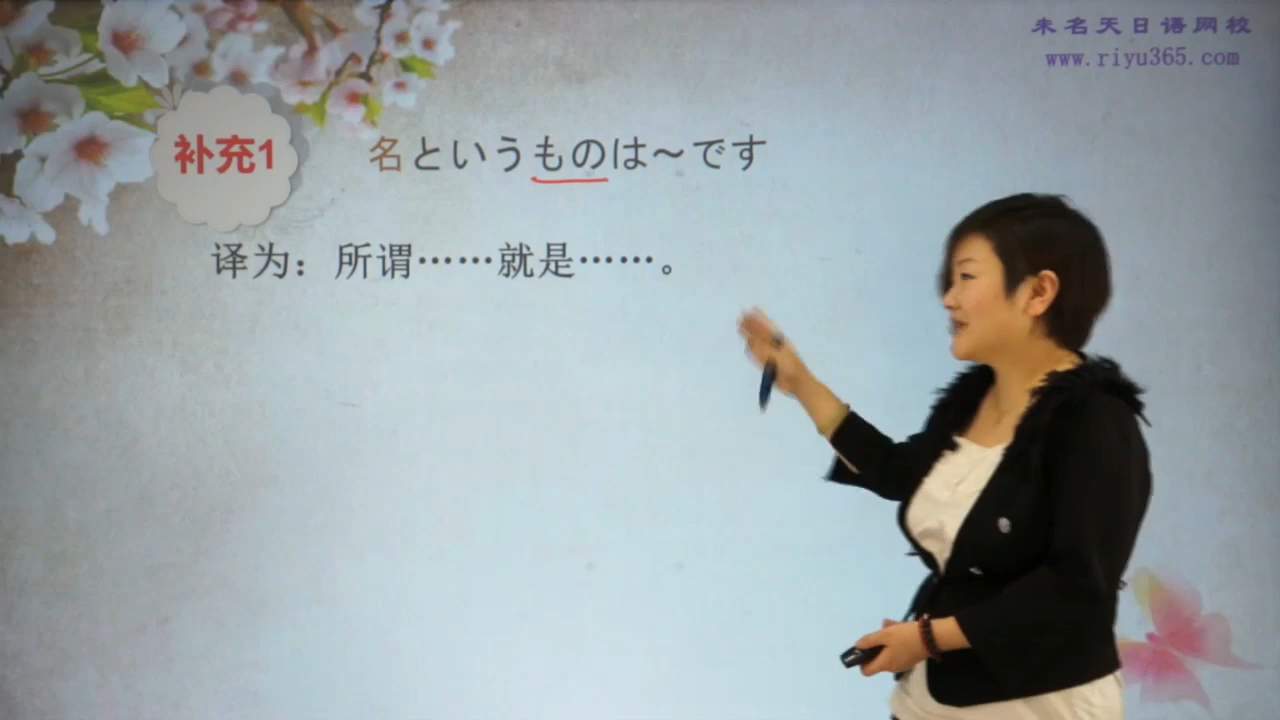 未名天日语网校
www.riyu365.com
补充1
名というものは～です
译为：所谓……就是……。